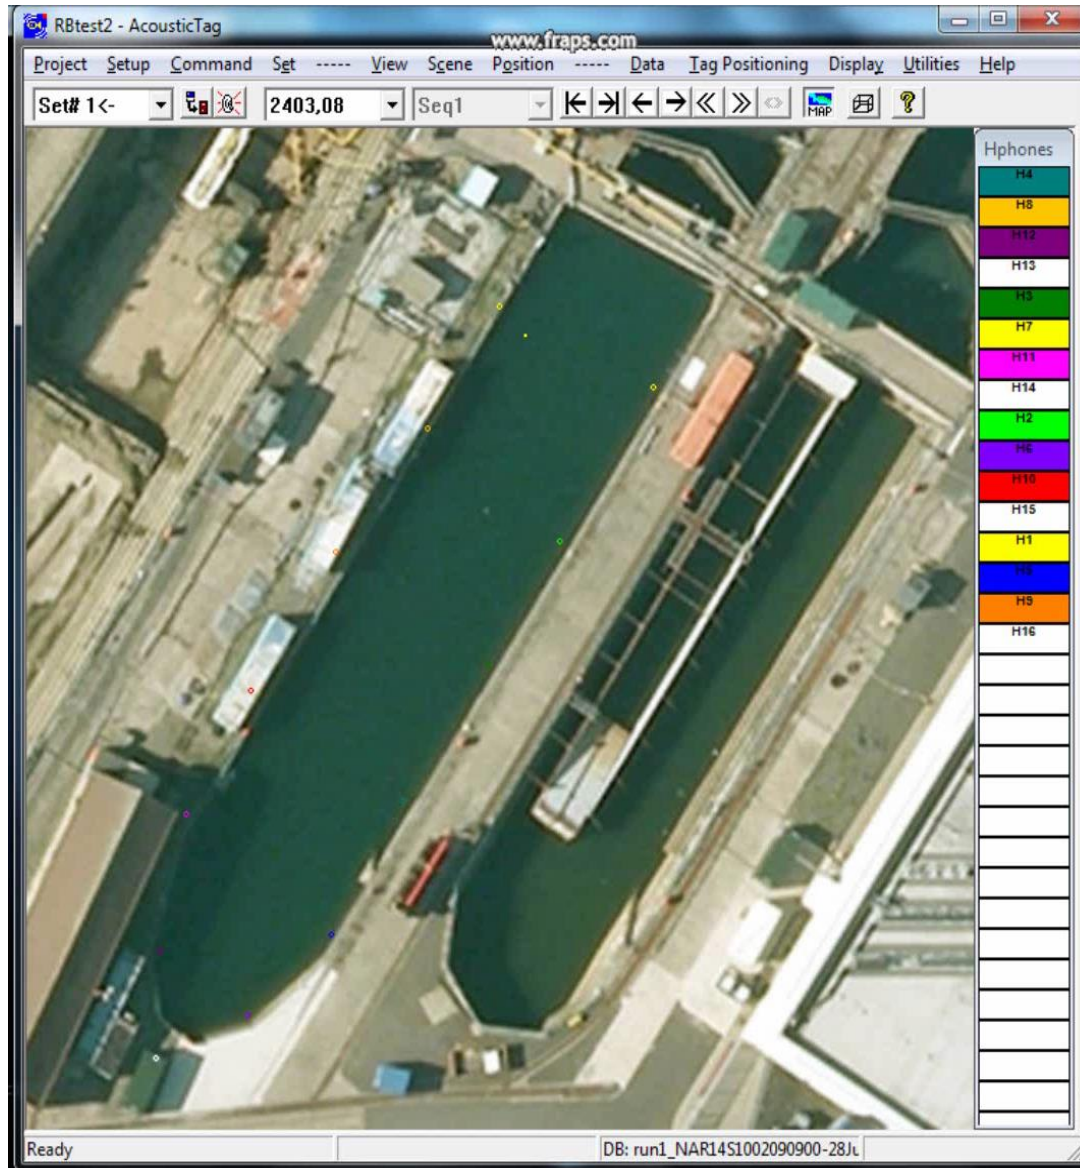 RBtest2 - AcousticTag
www.fraps.com
Project Setup Command Set ----- View Scene Position ----- Data Tag Positioning Display Utilities Help
Set# 1<- 2403,08 Seq1 MAP
Hphones
H4
H8
H12
H13
H3
H7
H11
H14
H2
H6
H10
H15
H1
H5
H9
H16
Ready DB: run1_NAR14S1002090900-28Ju